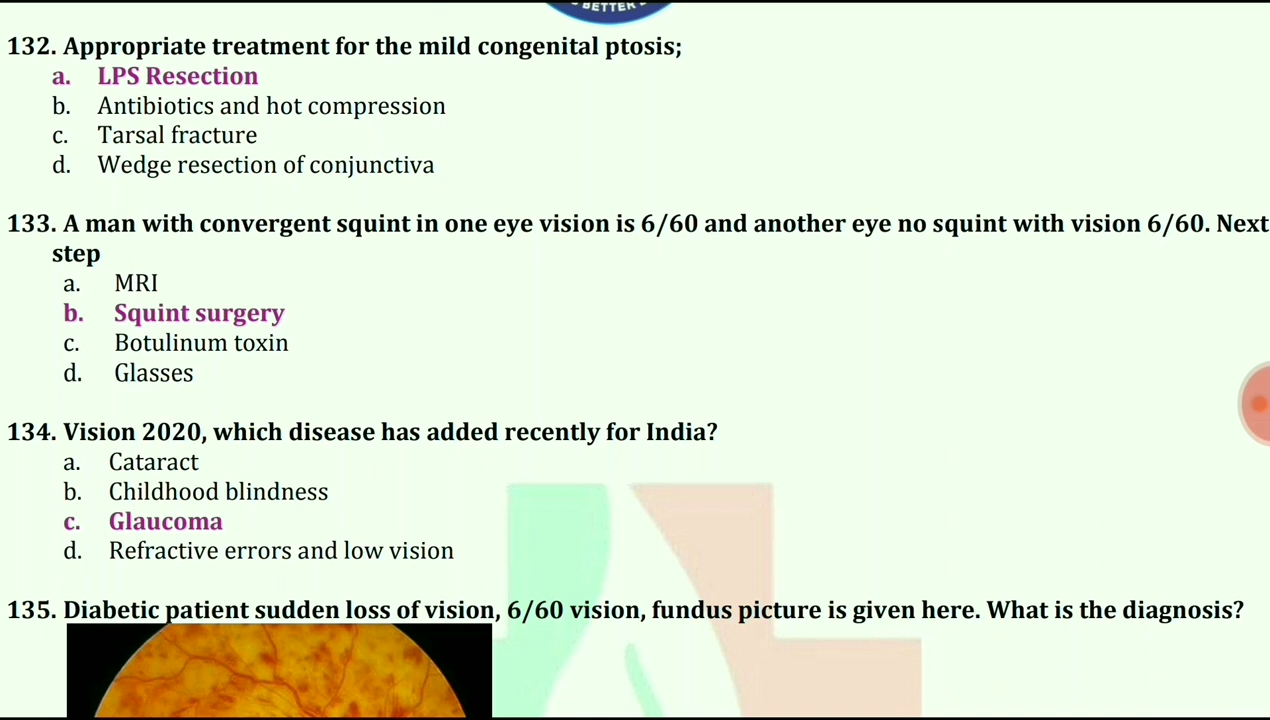 BETTER
132. Appropriate treatment for the mild congenital ptosis;
a. LPS Resection
b. Antibiotics and hot compression
c. Tarsal fracture
d. Wedge resection of conjunctiva
133. A man with convergent squint in one eye vision is 6/60 and another eye no squint with vision 6/60. Next
step
a. MRI
b. Squint surgery
c. Botulinum toxin
d. Glasses
134. Vision 2020, which disease has added recently for India?
a. Cataract
b. Childhood blindness
c. Glaucoma
d. Refractive errors and low vision
135. Diabetic patient sudden loss of vision, 6/60 vision, fundus picture is given here. What is the diagnosis?